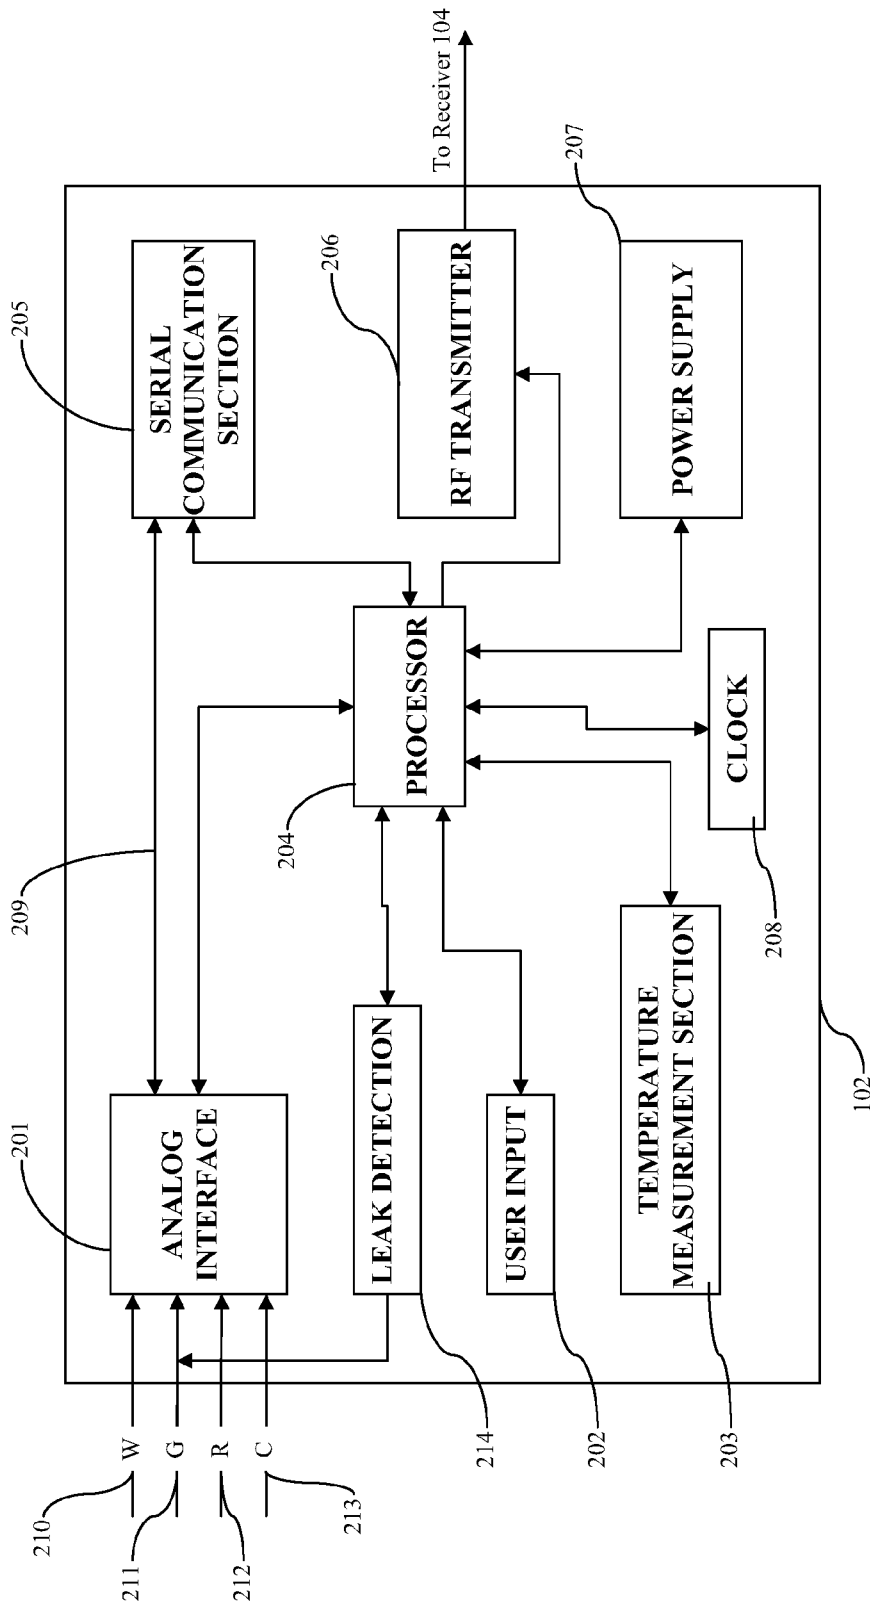 210
W
211
G
212
R
213
C
201
ANALOG
INTERFACE
209
205
SERIAL
COMMUNICATION
SECTION
214
LEAK DETECTION
204
PROCESSOR
206
RF TRANSMITTER
To Receiver 104
202
USER INPUT
203
TEMPERATURE
MEASUREMENT SECTION
208
CLOCK
207
POWER SUPPLY
102